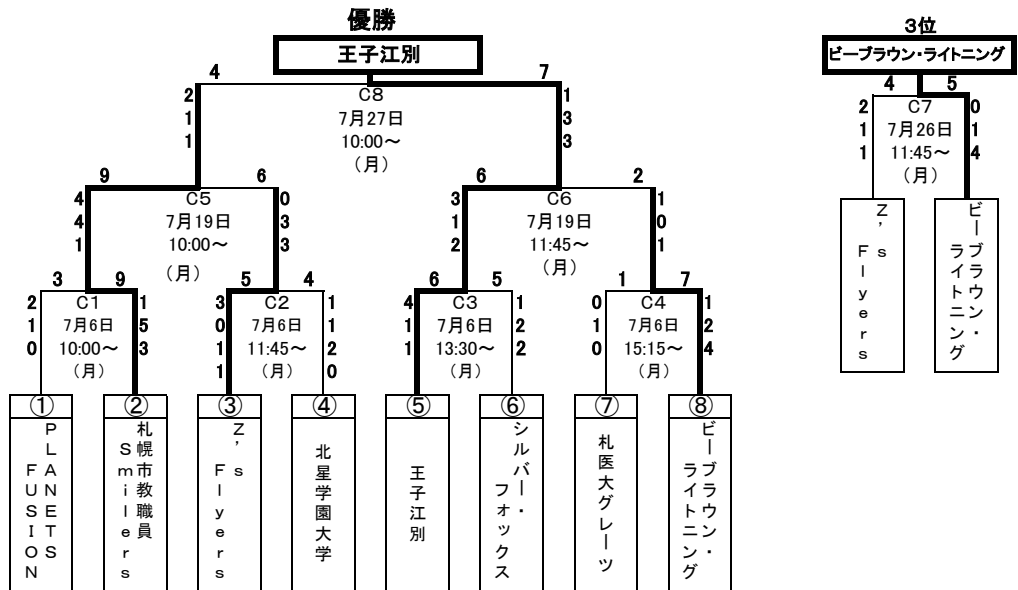 優勝
王子江別
4 7
2 1 1
C8
7月27日
10:00～
（月）
1 3 3
9 6
4 4 1
C5
7月19日
10:00～
（月）
0 3 3
6 2
3 1 2
C6
7月19日
11:45～
（月）
1 0 1
3 9
2 1 0
C1
7月6日
10:00～
（月）
1 5 3
5 4
3 0 1 1
C2
7月6日
11:45～
（月）
1 1 2 0
6 5
4 1 1
C3
7月6日
13:30～
（月）
1 2 2
1 7
0 1 0
C4
7月6日
15:15～
（月）
1 2 4
①
PLANETS
FUSION
②
札幌市教職員
Smilers
③
Z's
Flyers
④
北星学園大学
⑤
王子江別
⑥
シルバー・
フォックス
⑦
札医大グレーツ
⑧
ビーブラウン・
ライトニング
３位
ビーブラウン・ライトニング
4 5
2 1 1
C7
7月26日
11:45～
（月）
0 1 4
Z's
Flyers
ビーブラウン・
ライトニング